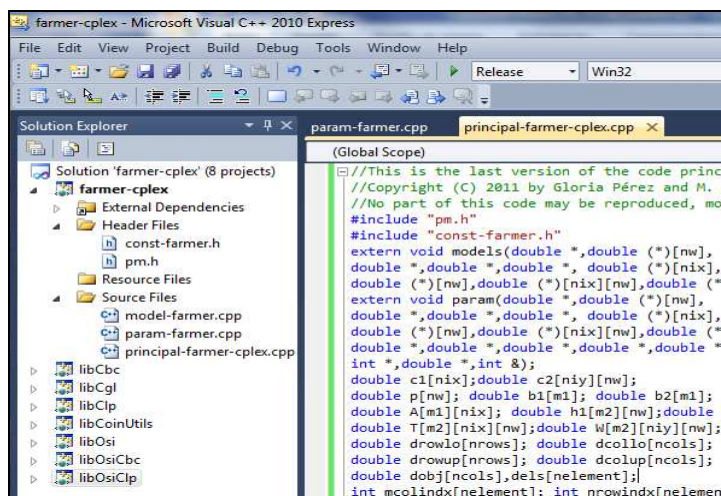 farmer-cplex - Microsoft Visual C++ 2010 Express
File Edit View Project Build Debug Tools Window Help
Release Win32
Solution Explorer
param-farmer.cpp principal-farmer-cplex.cpp
(Global Scope)
Solution 'farmer-cplex' (8 projects)
farmer-cplex
External Dependencies
Header Files
const-farmer.h
pm.h
Resource Files
Source Files
model-farmer.cpp
param-farmer.cpp
principal-farmer-cplex.cpp
libCbc
libCgl
libClp
libCoinUtils
libOsi
libOsiCbc
libOsiClp
//This is the last version of the code princ
//Copyright (C) 2011 by Gloria Pérez and M.
//No part of this code may be reproduced, mo
#include "pm.h"
#include "const-farmer.h"
extern void models(double *,double (*)[nw],
double *,double *,double *, double (*)[nix],
double (*)[nw],double (*)[nix][nw],double (*
extern void param(double *,double (*)[nw],
double *,double *,double *, double (*)[nix],
double (*)[nw],double (*)[nix][nw],double (*
double *,double *,double *,double *,double *
int *,double *,int &);
double c1[nix];double c2[niy][nw];
double p[nw]; double b1[m1]; double b2[m1];
double A[m1][nix]; double h1[m2][nw];double
double T[m2][nix][nw];double W[m2][niy][nw];
double drowlo[nrows]; double dcollo[ncols];
double drowup[nrows]; double dcolup[ncols];
double dobj[ncols],dels[nelement];
int mcolindx[nelement]; int nrowindx[nelemen